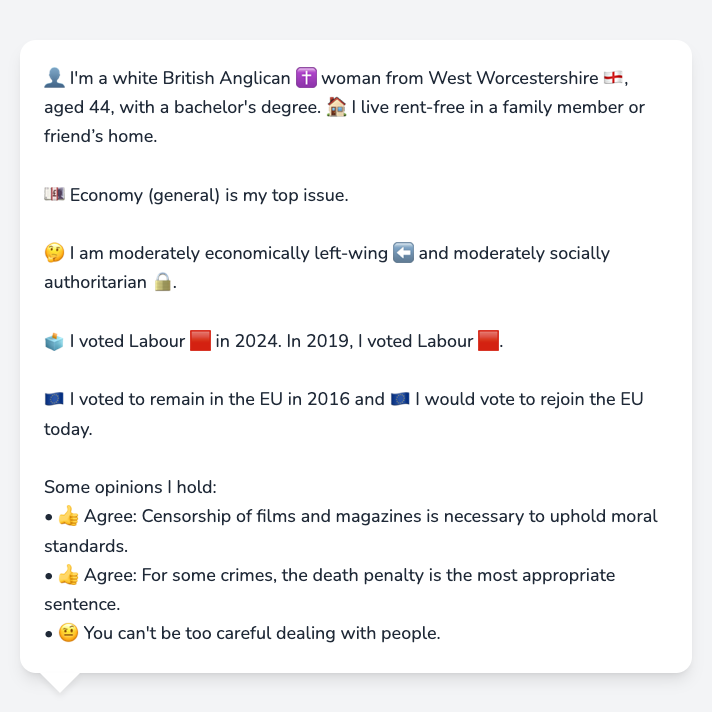 👤 I'm a white British Anglican ✝️ woman from West Worcestershire 🏴󠁧󠁢󠁥󠁮󠁧󠁿,
aged 44, with a bachelor's degree. 🏠 I live rent-free in a family member or
friend’s home.
💷 Economy (general) is my top issue.
🤔 I am moderately economically left-wing ⬅️ and moderately socially
authoritarian 🔒.
🗳️ I voted Labour 🟥 in 2024. In 2019, I voted Labour 🟥.
🇪🇺 I voted to remain in the EU in 2016 and 🇪🇺 I would vote to rejoin the EU
today.
Some opinions I hold:
• 👍 Agree: Censorship of films and magazines is necessary to uphold moral
standards.
• 👍 Agree: For some crimes, the death penalty is the most appropriate
sentence.
• 🤨 You can't be too careful dealing with people.